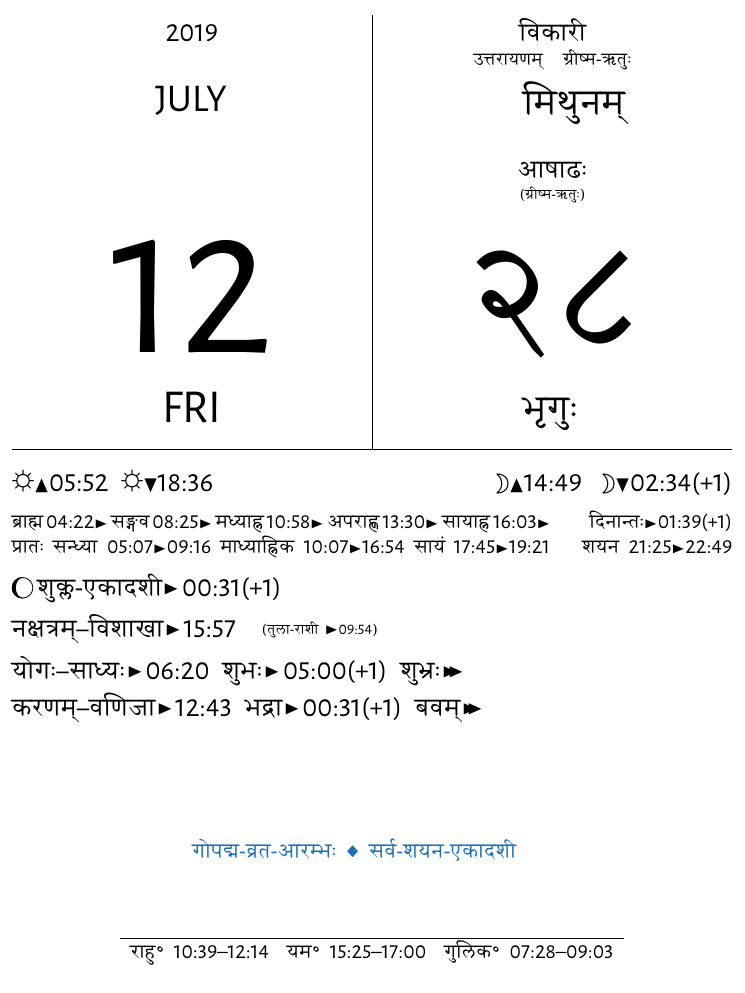 2019
JULY
12
FRI
विकारी
उत्तरायणम् ग्रीष्म-ऋतुः
मिथुनम्
आषाढः
(ग्रीष्म-ऋतुः)
२८
भृगुः
☼▲05:52 ☼▼18:36 ☽▲14:49 ☽▼02:34(+1)
ब्राह्म 04:22► सङ्गव 08:25► मध्याह्न 10:58► अपराह्ण 13:30► सायाह्न 16:03► दिनान्तः►01:39(+1)
प्रातः सन्ध्या 05:07►09:16 माध्याह्निक 10:07►16:54 सायं 17:45►19:21 शयन 21:25►22:49
शुक्ल-एकादशी► 00:31(+1)
नक्षत्रम्–विशाखा►15:57 (तुला-राशी ►09:54)
योगः–साध्यः►06:20 शुभः►05:00(+1) शुभ्रः►►
करणम्–वणिजा►12:43 भद्रा►00:31(+1) बवम्►►
गोपद्म-व्रत-आरम्भः ◆ सर्व-शयन-एकादशी
राहु॰ 10:39–12:14 यम॰ 15:25–17:00 गुलिक॰ 07:28–09:03